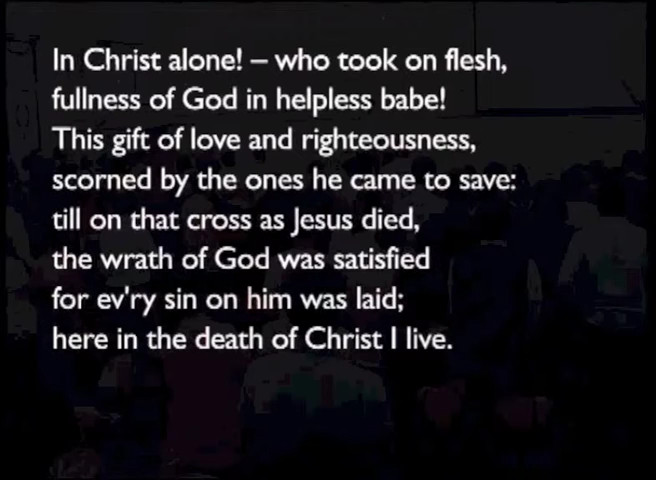 In Christ alone! – who took on flesh,
fullness of God in helpless babe!
This gift of love and righteousness,
scorned by the ones he came to save:
till on that cross as Jesus died,
the wrath of God was satisfied
for ev'ry sin on him was laid;
here in the death of Christ I live.